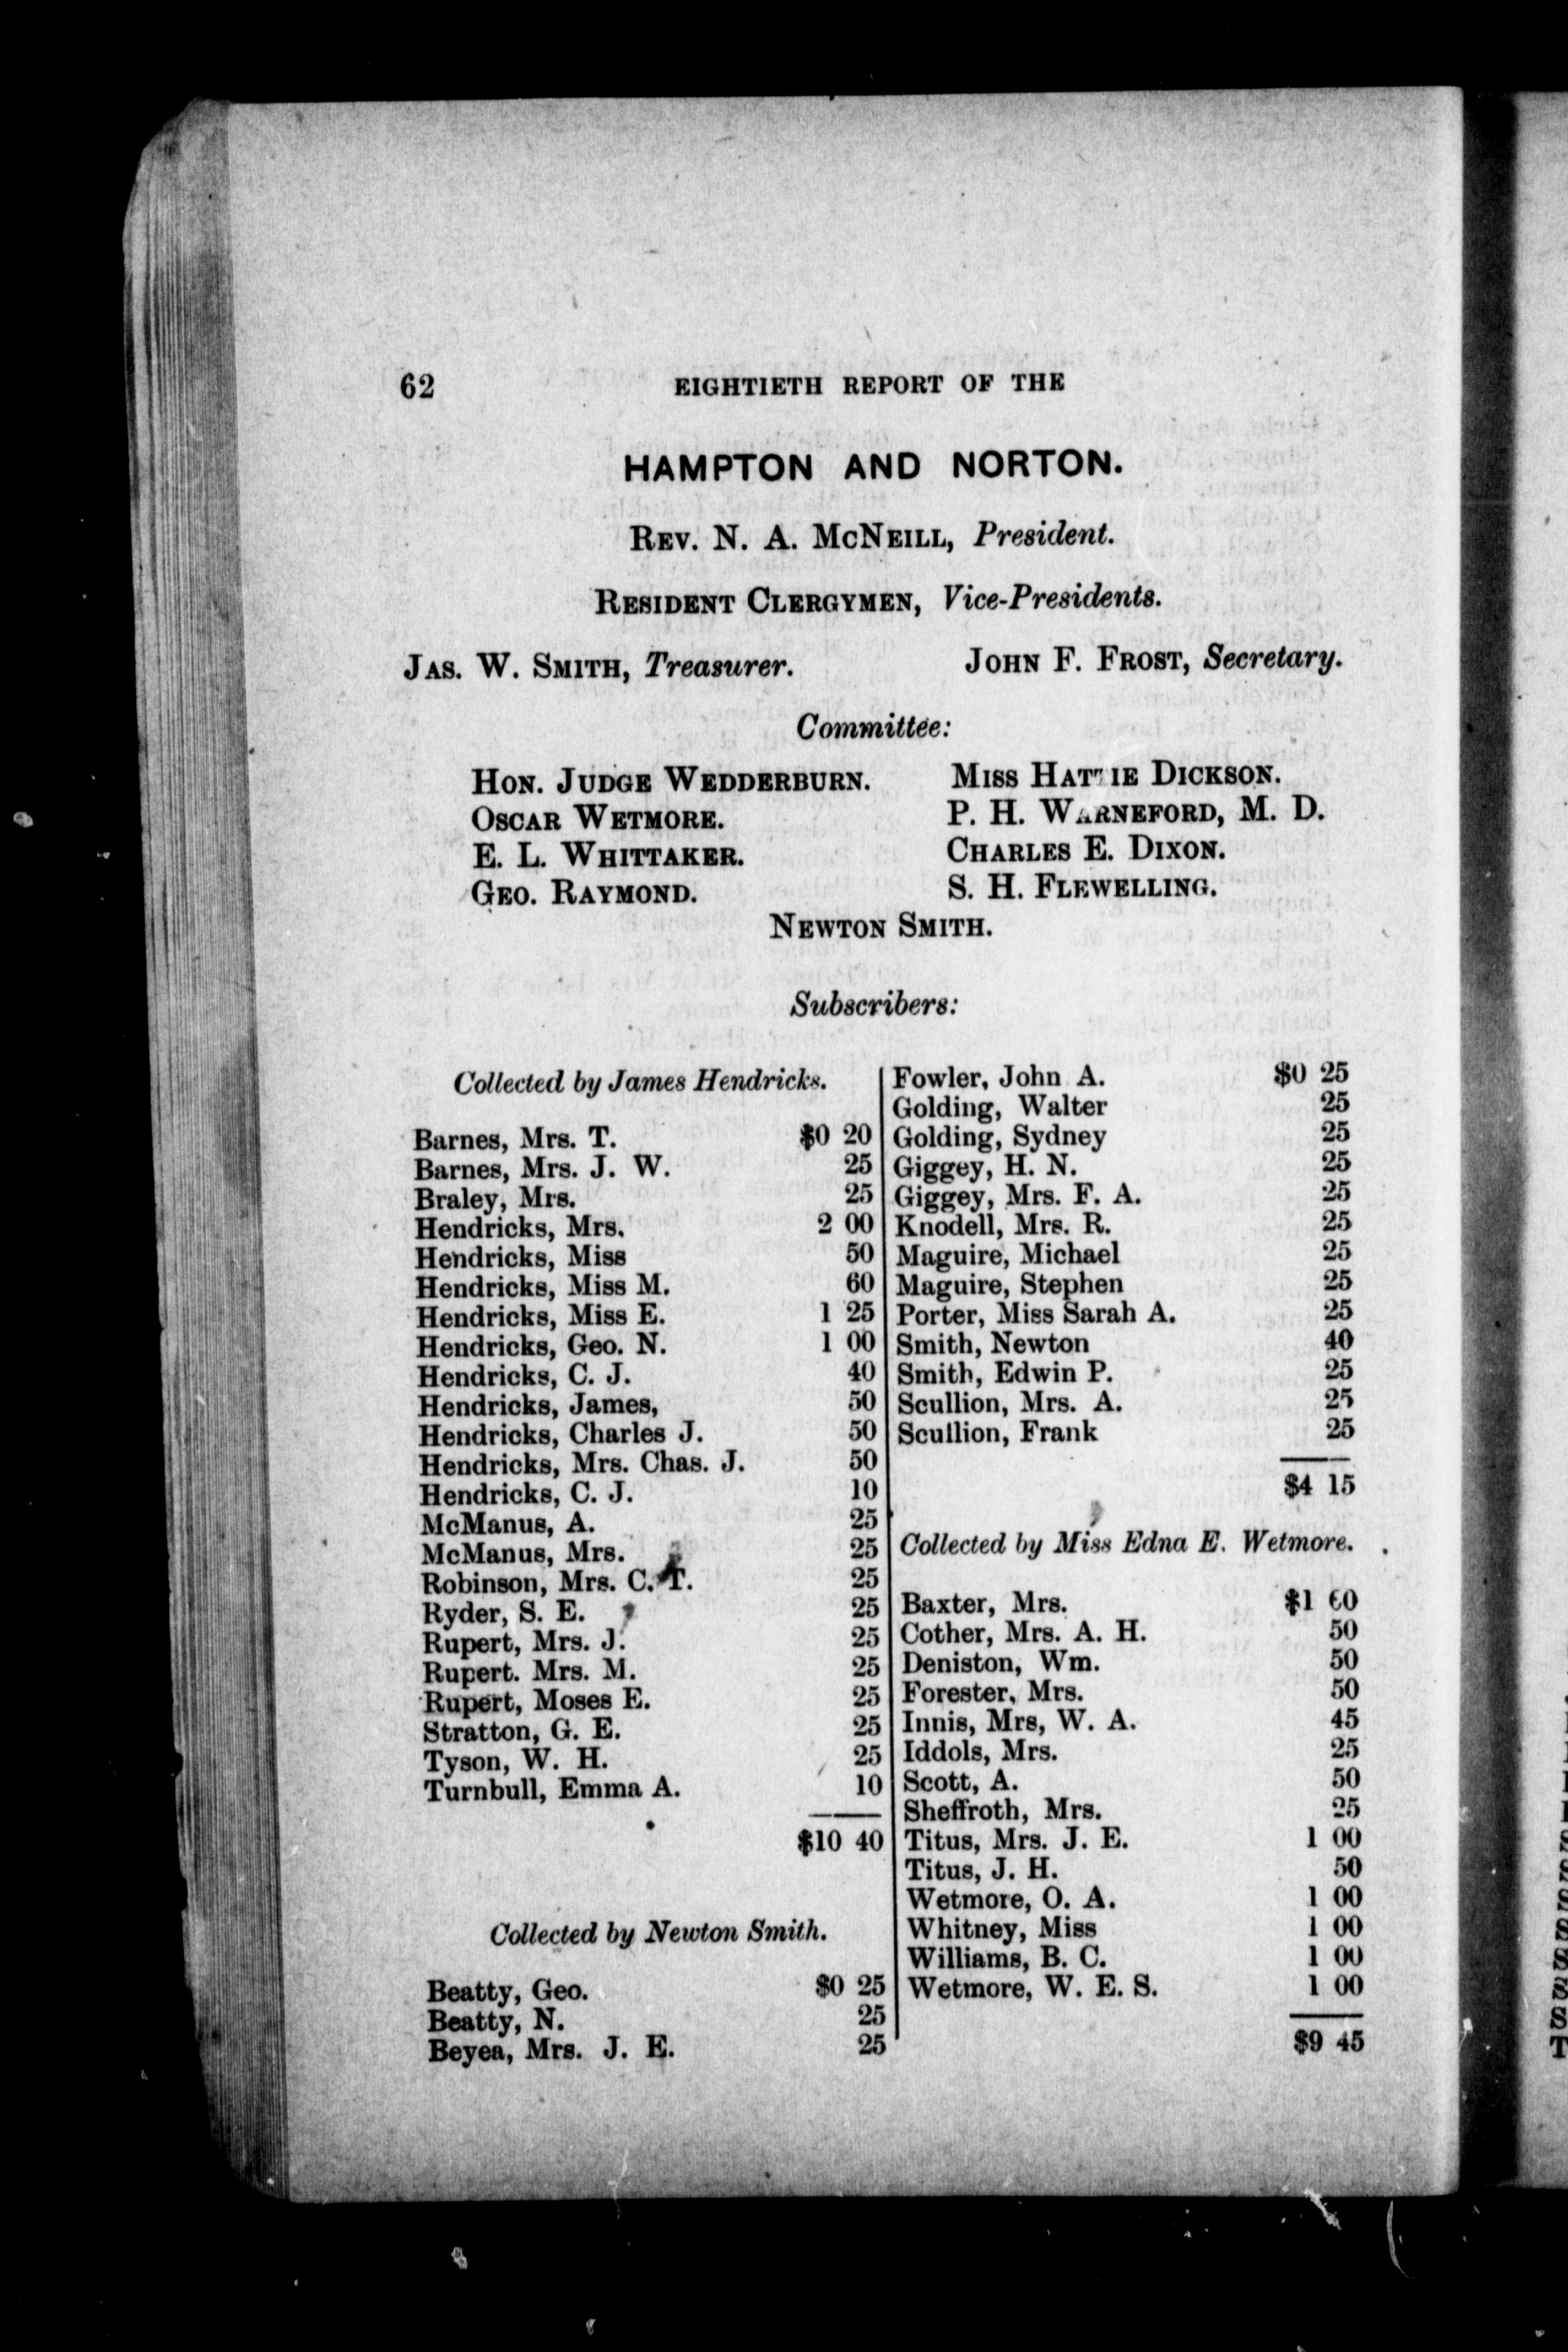 62
EIGHTIETH REPORT OF THE
HAMPTON AND NORTON.
REV. N. A. MCNEILL, President.
RESIDENT CLERGYMEN, Vice-Presidents.
JAS. W. SMITH, Treasurer.
JOHN F. FROST, Secretary.
Committee:
HON. JUDGE WEDDERBURN.
OSCAR WETMORE.
E. L. WHITTAKER.
GEO. RAYMOND.
MISS HATTIE DICKSON.
P. H. WARNEFORD, M. D.
CHARLES E. DIXON.
S. H. FLEWELLING.
NEWTON SMITH.
Subscribers:
Collected by James Hendricks.
Barnes, Mrs. T. $0 20
Barnes, Mrs. J. W. 25
Braley, Mrs. 25
Hendricks, Mrs. 2 00
Hendricks, Miss 50
Hendricks, Miss M. 60
Hendricks, Miss E. 1 25
Hendricks, Geo. N. 1 00
Hendricks, C. J. 40
Hendricks, James, 50
Hendricks, Charles J. 50
Hendricks, Mrs. Chas. J. 50
Hendricks, C. J. 10
McManus, A. 25
McManus, Mrs. 25
Robinson, Mrs. C. T. 25
Ryder, S. E. 25
Rupert, Mrs. J. 25
Rupert. Mrs. M. 25
Rupert, Moses E. 25
Stratton, G. E. 25
Tyson, W. H. 25
Turnbull, Emma A. 10
$10 40
Collected by Newton Smith.
Beatty, Geo. $0 25
Beatty, N. 25
Beyea, Mrs. J. E. 25
Fowler, John A. $0 25
Golding, Walter 25
Golding, Sydney 25
Giggey, H. N. 25
Giggey, Mrs. F. A. 25
Knodell, Mrs. R. 25
Maguire, Michael 25
Maguire, Stephen 25
Porter, Miss Sarah A. 25
Smith, Newton 40
Smith, Edwin P. 25
Scullion, Mrs. A. 25
Scullion, Frank 25
$4 15
Collected by Miss Edna E. Wetmore.
Baxter, Mrs. $1
Cother, Mrs. A. H. 50
Deniston, Wm. 50
Forester, Mrs. 50
Innis, Mrs, W. A. 45
Iddols, Mrs. 25
Scott, A. 50
Sheffroth, Mrs. 25
Titus, Mrs. J. E. 1 00
Titus, J. H. 50
Wetmore, O. A. 1 00
Whitney, Miss 1 00
Williams, B. C. 1 00
Wetmore, W. E. S. 1 00
$9 45